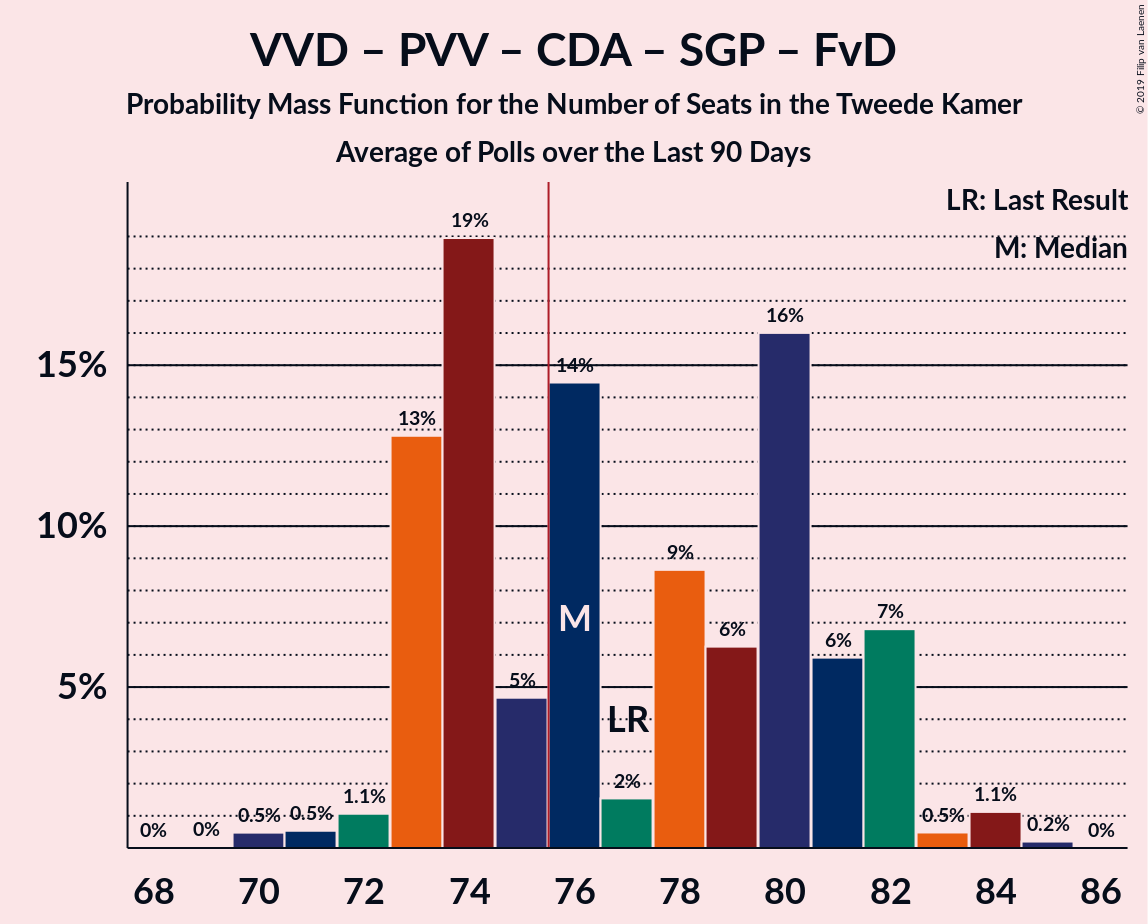 VVD – PVV – CDA – SGP – FvD
Probability Mass Function for the Number of Seats in the Tweede Kamer
Average of Polls over the Last 90 Days
© 2019 Filip van Laenen
LR: Last Result
M: Median
15%
10%
5%
0%
0%
0.5%
0.5%
1.1%
13%
19%
5%
14%
2%
9%
6%
16%
6%
7%
0.5%
1.1%
0.2%
0%
M
LR
68 70 72 74 76 78 80 82 84 86